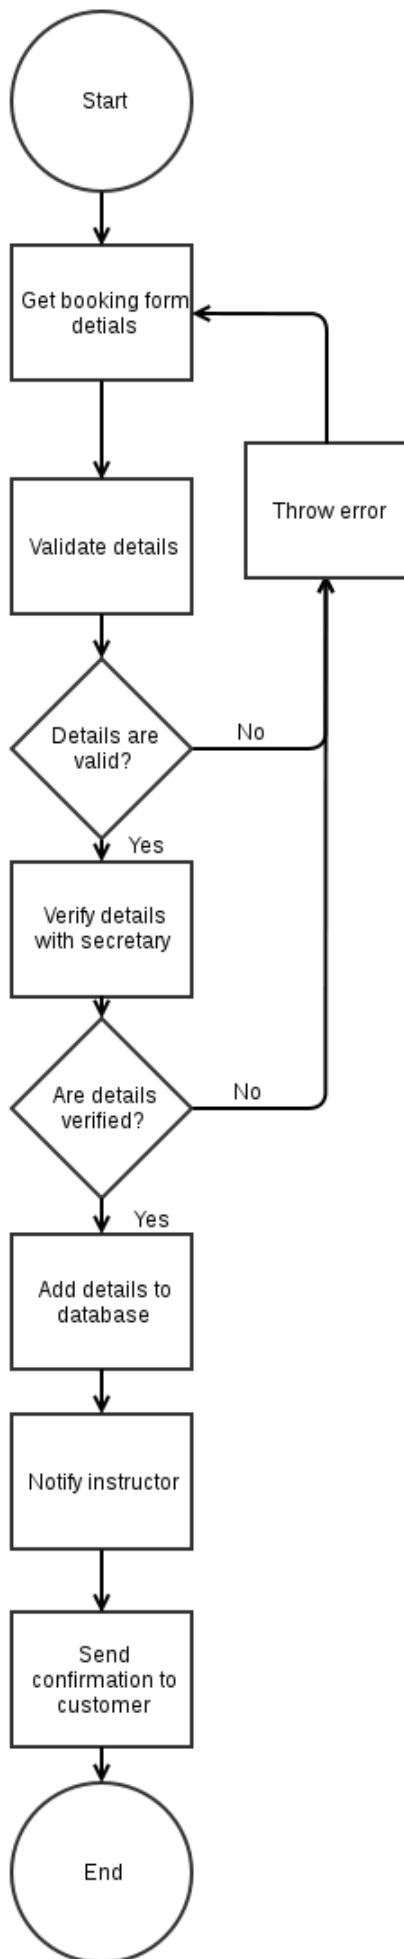 Start
Get booking form
detials
Throw error
Validate details
Details are
valid?
No
Yes
Verify details
with secretary
Are details
verified?
No
Yes
Add details to
database
Notify instructor
Send
confirmation to
customer
End